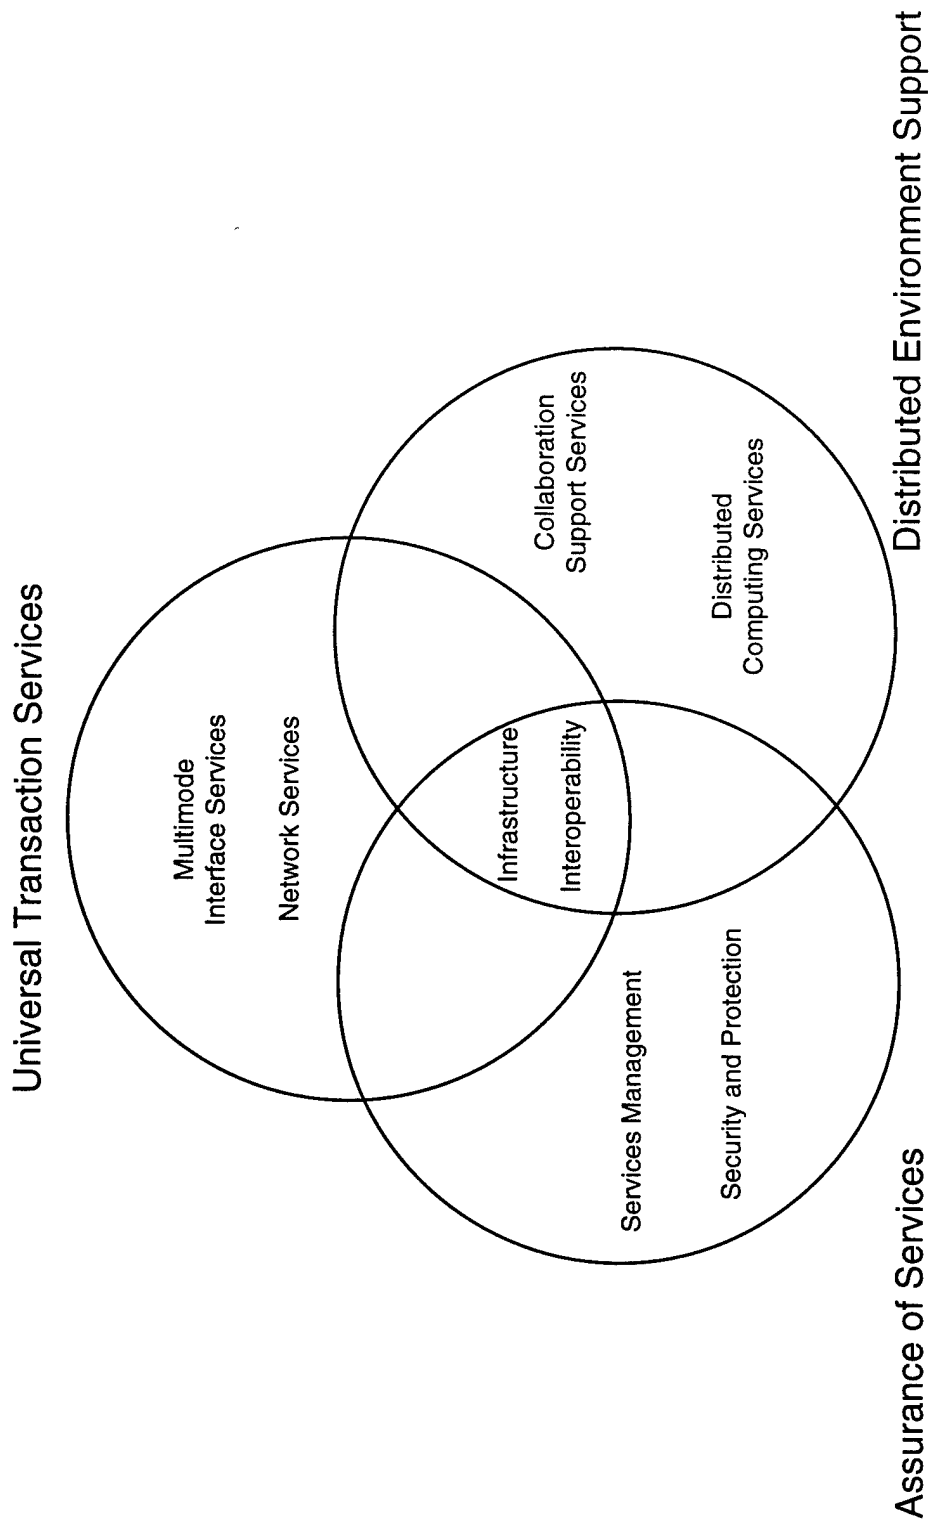 Universal Transaction Services
Multimode
Interface Services
Network Services
Infrastructure
Interoperability
Services Management
Security and Protection
Collaboration
Support Services
Distributed
Computing Services
Assurance of Services
Distributed Environment Support